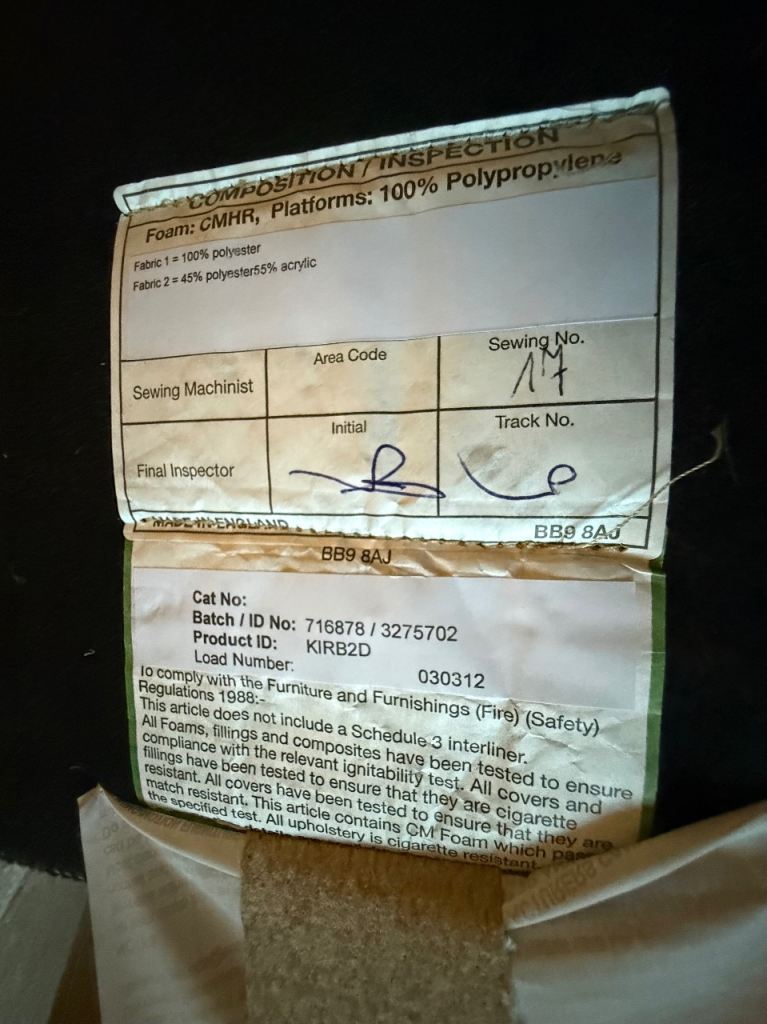 COMPOSITION / INSPECTION
Foam: CMHR, Platforms: 100% Polypropylene
Fabric 1 = 100% polyester
Fabric 2 = 45% polyester55% acrylic
Sewing Machinist
Area Code
Sewing No.
17
Final Inspector
Initial
Track No.
MADE IN ENGLAND
BB9 8AJ
BB9 8AJ
Cat No:
Batch / ID No: 716878 / 3275702
Product ID: KIRB2D
Load Number: 030312
To comply with the Furniture and Furnishings (Fire) (Safety)
Regulations 1988:-
This article does not include a Schedule 3 interliner.
All Foams, fillings and composites have been tested to ensure
compliance with the relevant ignitability test. All covers and
fillings have been tested to ensure that they are cigarette
resistant. All covers have been tested to ensure that they are
match resistant. This article contains CM Foam which
the specified test. All upholstery is cigarette resistant